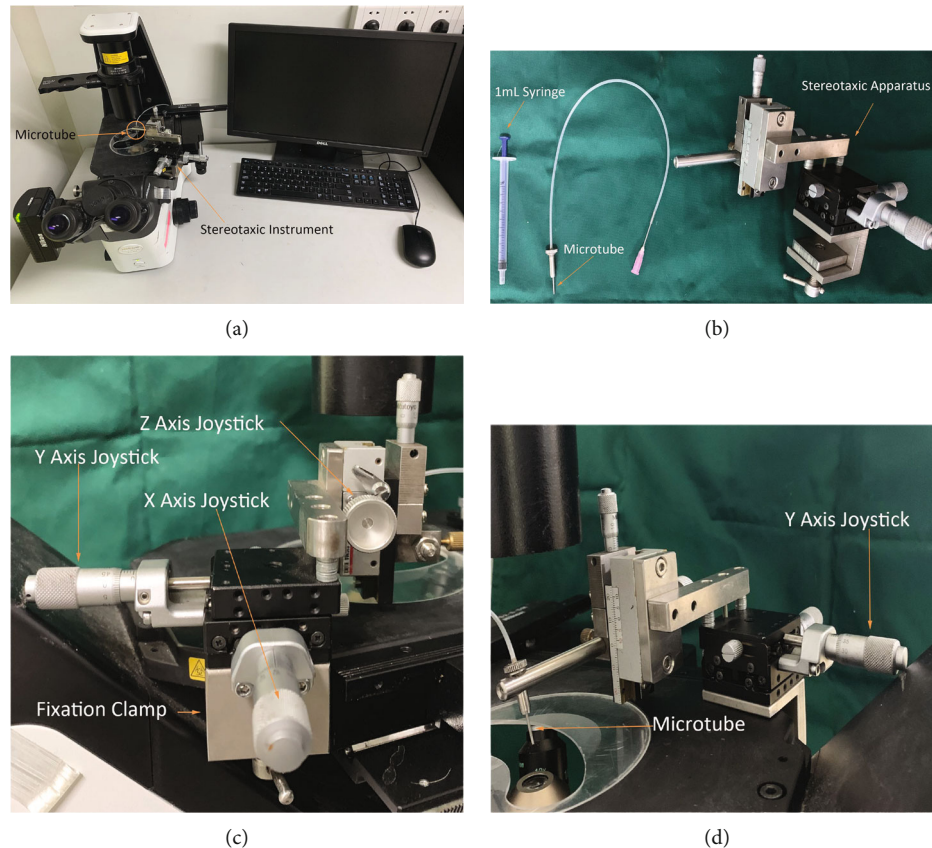 Microtube
DELL
Stereotaxic Instrument
(a)
1mL Syringe
Stereotaxic Apparatus
Microtube
(b)
Z Axis Joystick
Y Axis Joystick
X Axis Joystick
Fixation Clamp
(c)
Y Axis Joystick
Microtube
(d)